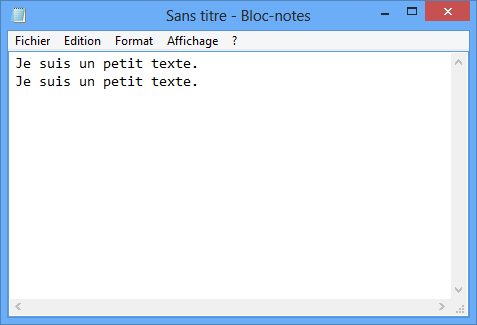 Sans titre - Bloc-notes
Fichier Edition Format Affichage ?
Je suis un petit texte.
Je suis un petit texte.